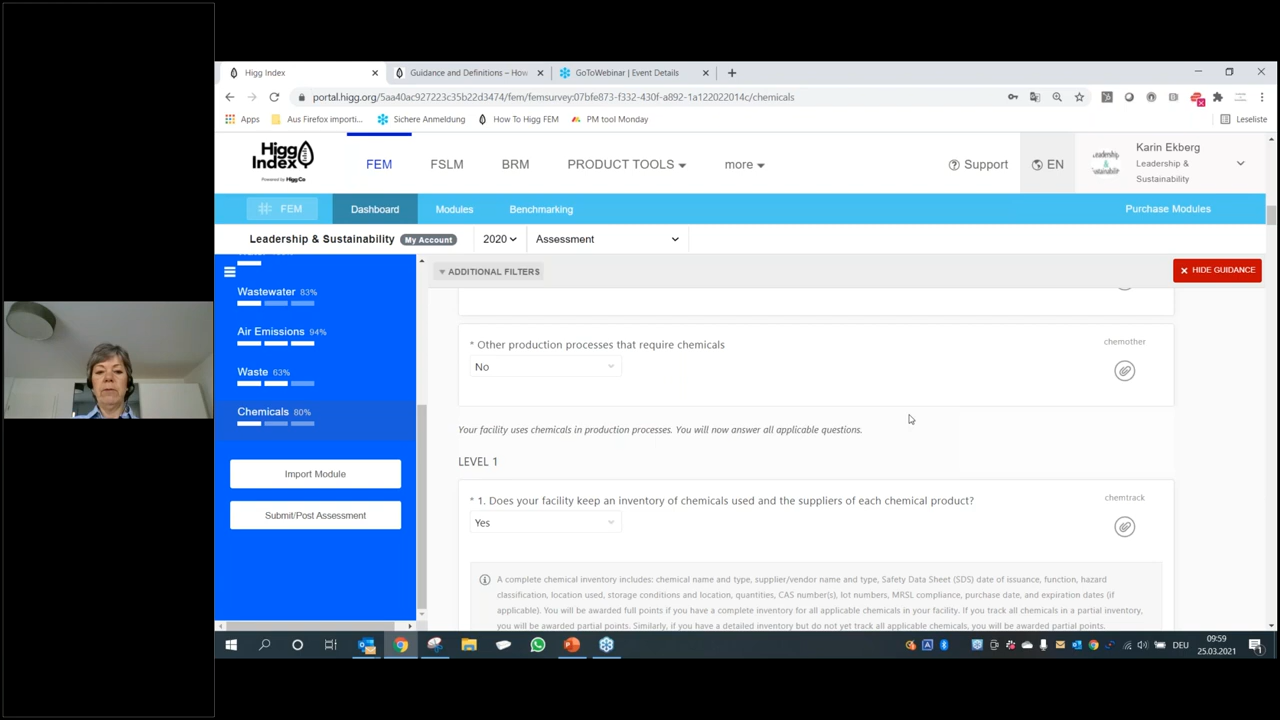 Higg Index
Guidance and Definitions – How
GoToWebinar | Event Details
portal.higg.org/5aa40ac927223c35b22d3474/fem/femsurvey:07bfe873-f332-430f-a892-1a122022014c/chemicals
Apps
Aus Firefox importi...
Sichere Anmeldung
How To Higg FEM
PM tool Monday
Leseliste
Higg Index
Powered by Higg Co
FEM
FSLM
BRM
PRODUCT TOOLS
more
Support
EN
Leadership & Sustainability
Karin Ekberg
Leadership &
Sustainability
FEM
Dashboard
Modules
Benchmarking
Purchase Modules
Leadership & Sustainability
My Account
2020
Assessment
Wastewater 83%
Air Emissions 94%
Waste 63%
Chemicals 80%
Import Module
Submit/Post Assessment
ADDITIONAL FILTERS
HIDE GUIDANCE
* Other production processes that require chemicals
chemother
No
Your facility uses chemicals in production processes. You will now answer all applicable questions.
LEVEL 1
* 1. Does your facility keep an inventory of chemicals used and the suppliers of each chemical product?
chemtrack
Yes
A complete chemical inventory includes: chemical name and type, supplier/vendor name and type, Safety Data Sheet (SDS) date of issuance, function, hazard
classification, location used, storage conditions and location, quantities, CAS number(s), lot numbers, MRSL compliance, purchase date, and expiration dates (if
applicable). You will be awarded full points if you have a complete inventory for all applicable chemicals in your facility. If you track all chemicals in a partial inventory,
you will be awarded partial points. Similarly, if you have a detailed inventory but do not yet track all applicable chemicals, you will be awarded partial points.
DEU
09:59
25.03.2021